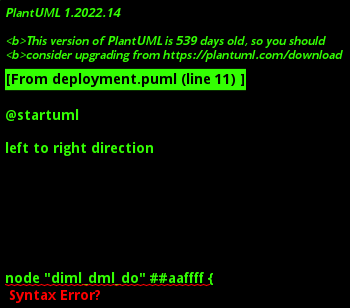 PlantUML 1.2022.14
<b>This version of PlantUML is 539 days old, so you should
<b>consider upgrading from https://plantuml.com/download
[From deployment.puml (line 11) ]
@startuml
left to right direction
node "diml_dml_do" ##aaffff {
Syntax Error?